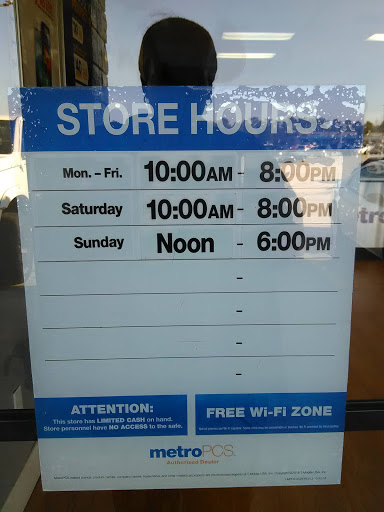 STORE HOURS
Mon. – Fri. 10:00AM - 8:00PM
Saturday 10:00AM - 8:00PM
Sunday Noon - 6:00PM
-
-
-
-
ATTENTION:
This store has LIMITED CASH on hand.
Store personnel have NO ACCESS to the safe.
FREE Wi-Fi ZONE
metroPCS.
Authorized Dealer